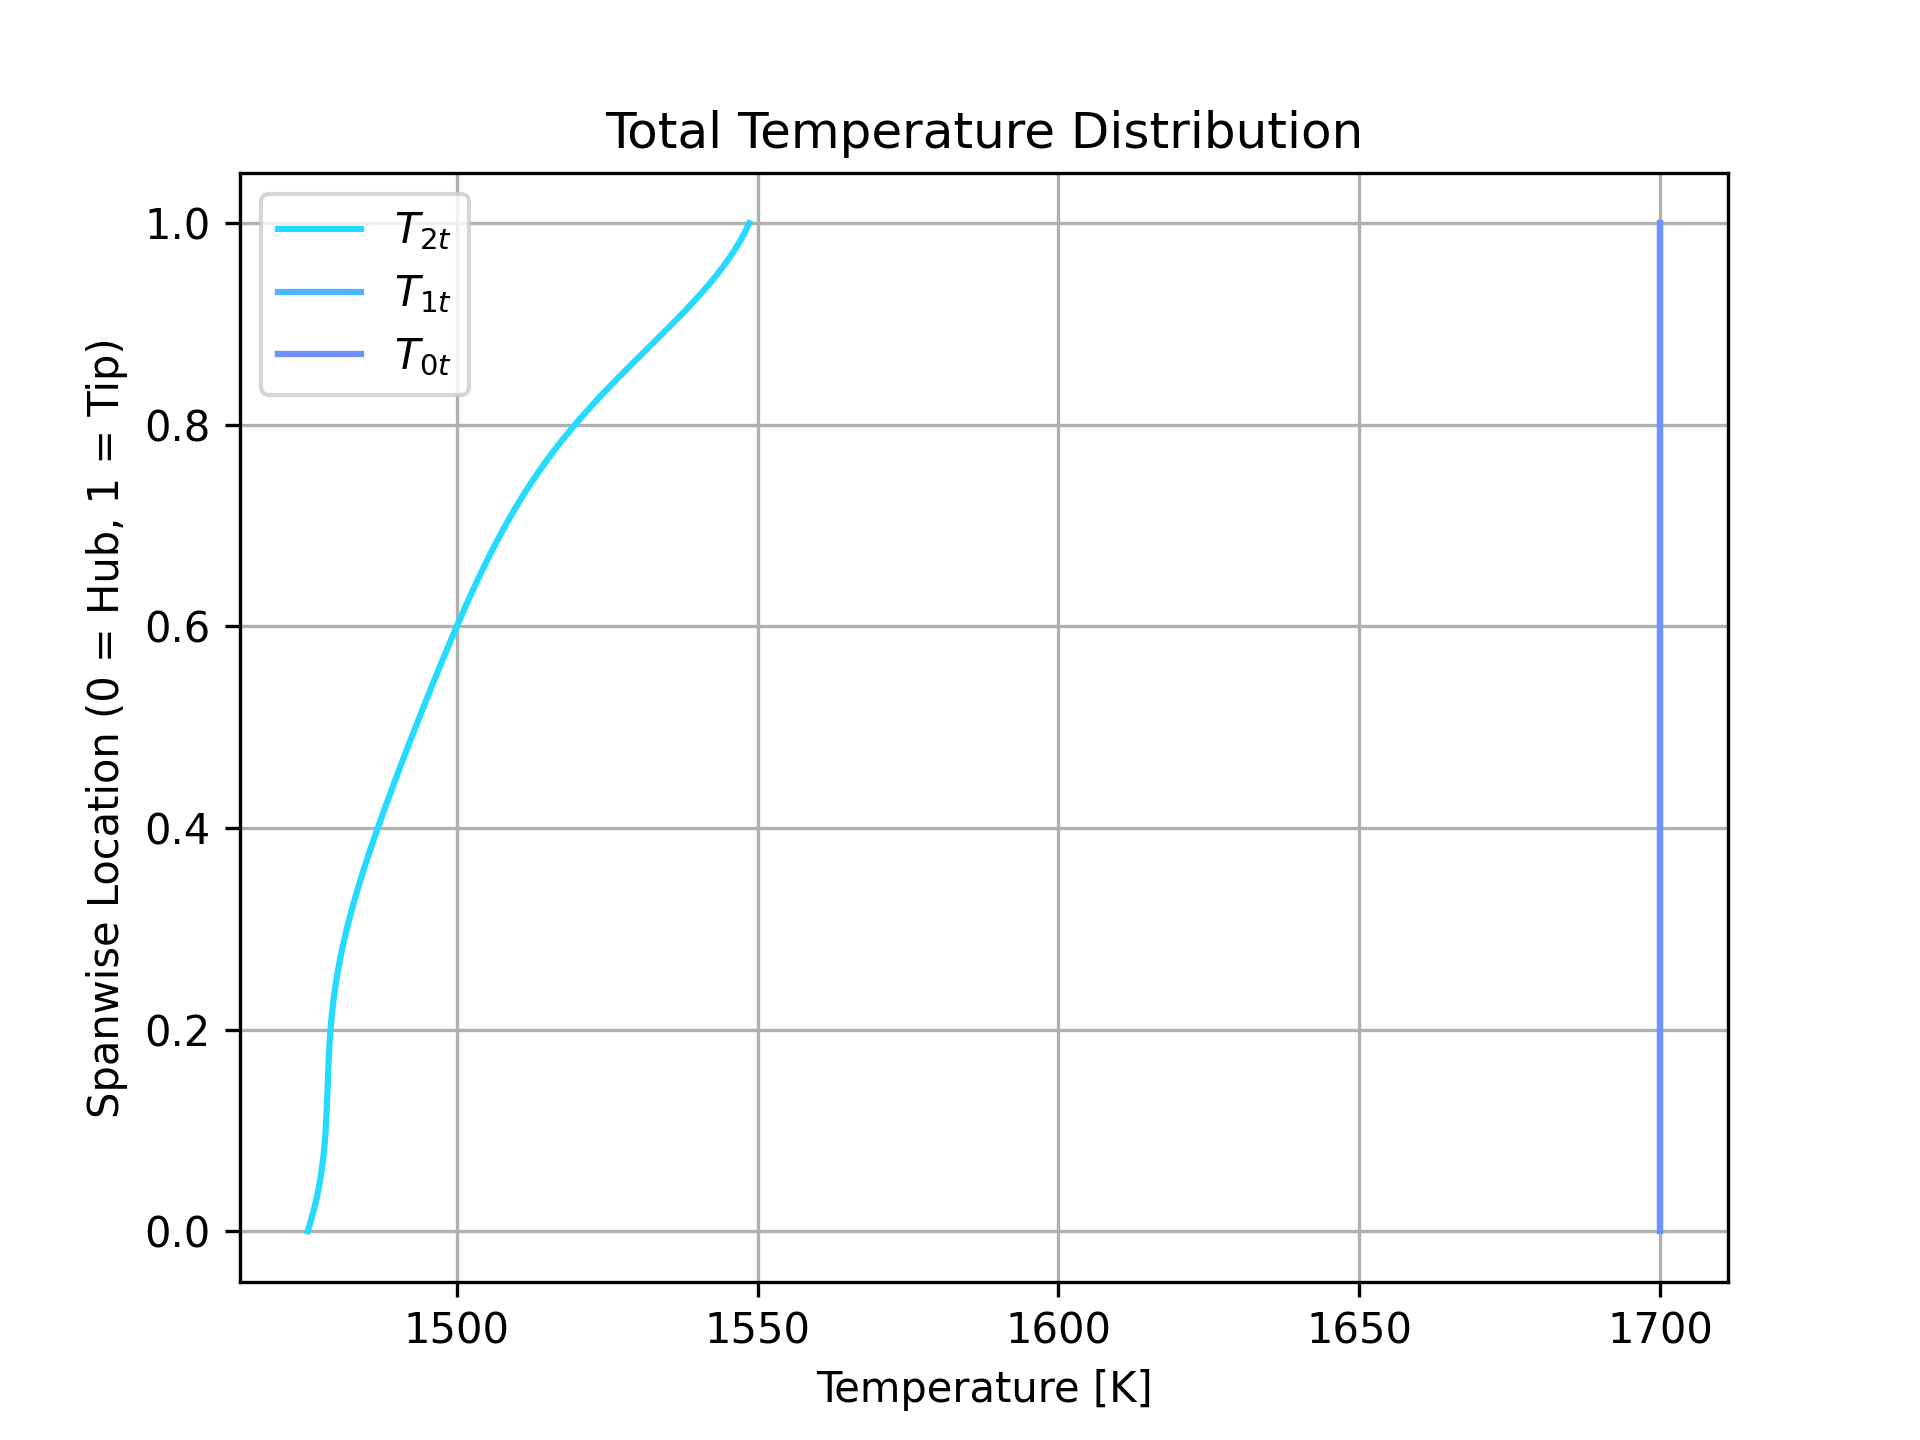 Total Temperature Distribution
T2t
T1t
T0t
Spanwise Location (0 = Hub, 1 = Tip)
1.0
0.8
0.6
0.4
0.2
0.0
1500 1550 1600 1650 1700
Temperature [K]